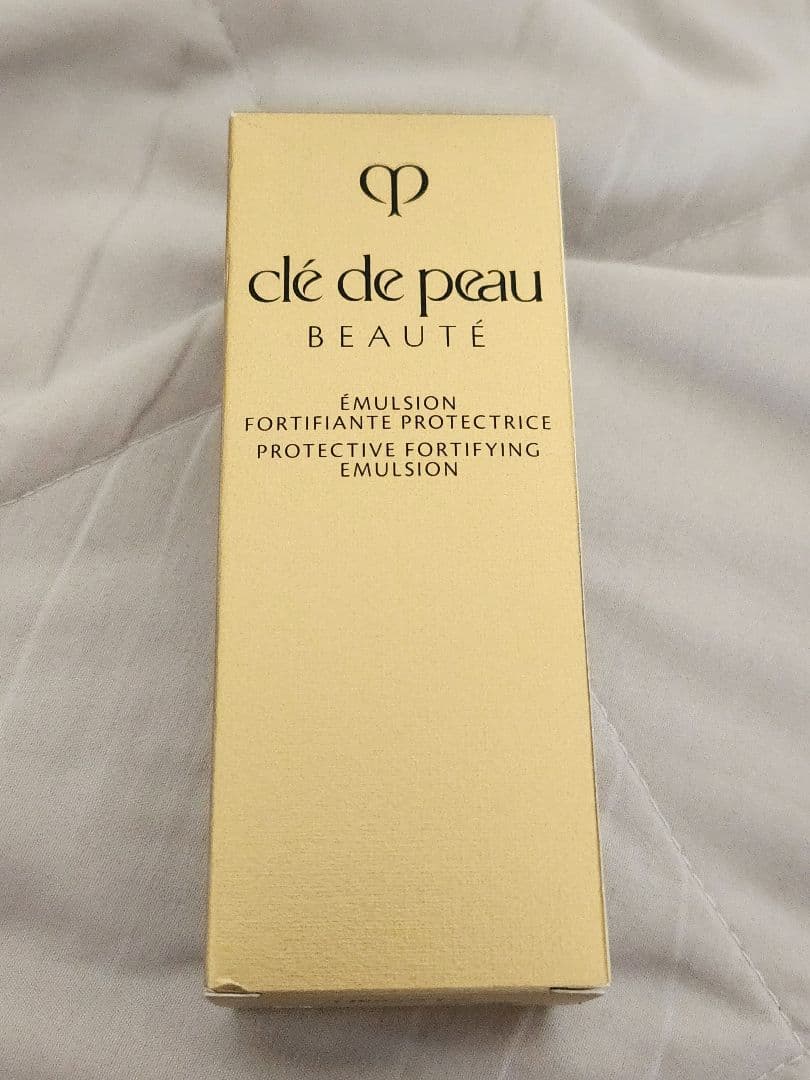 clé de peau
BEAUTÉ
ÉMULSION
FORTIFIANTE PROTECTRICE
PROTECTIVE FORTIFYING
EMULSION